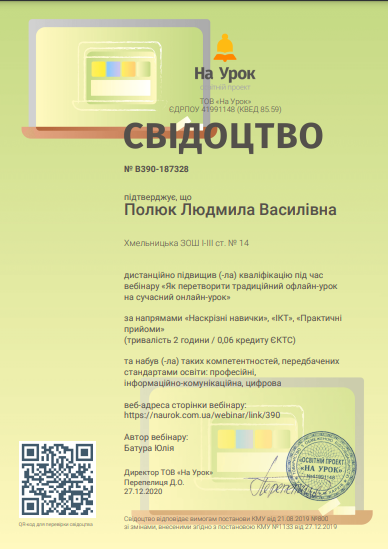 На Урок
освітній проєкт
ТОВ «На Урок»
ЄДРПОУ 41991148 (КВЕД 85.59)
СВІДОЦТВО
№ B390-187328
підтверджує, що
Полюк Людмила Василівна
Хмельницька ЗОШ І-ІІІ ст. № 14
дистанційно підвищив (-ла) кваліфікацію під час
вебінару «Як перетворити традиційний офлайн-урок
на сучасний онлайн-урок»
за напрямами «Наскрізні навички», «ІКТ», «Практичні
прийоми»
(тривалість 2 години / 0,06 кредиту ЄКТС)
та набув (-ла) таких компетентностей, передбачених
стандартами освіти: професійні,
інформаційно-комунікаційна, цифрова
веб-адреса сторінки вебінару:
https://naurok.com.ua/webinar/link/390
Автор вебінару:
Батура Юлія
Директор ТОВ «На Урок»
Перепелиця Д.О.
27.12.2020
«ОСВІТНІЙ ПРОЕКТ
«НА УРОК»
QR-код для перевірки свідоцтва
Свідоцтво відповідає вимогам постанови КМУ від 21.08.2019 №800
зі змінами, внесеними згідно з постановою КМУ №1133 від 27.12.2019